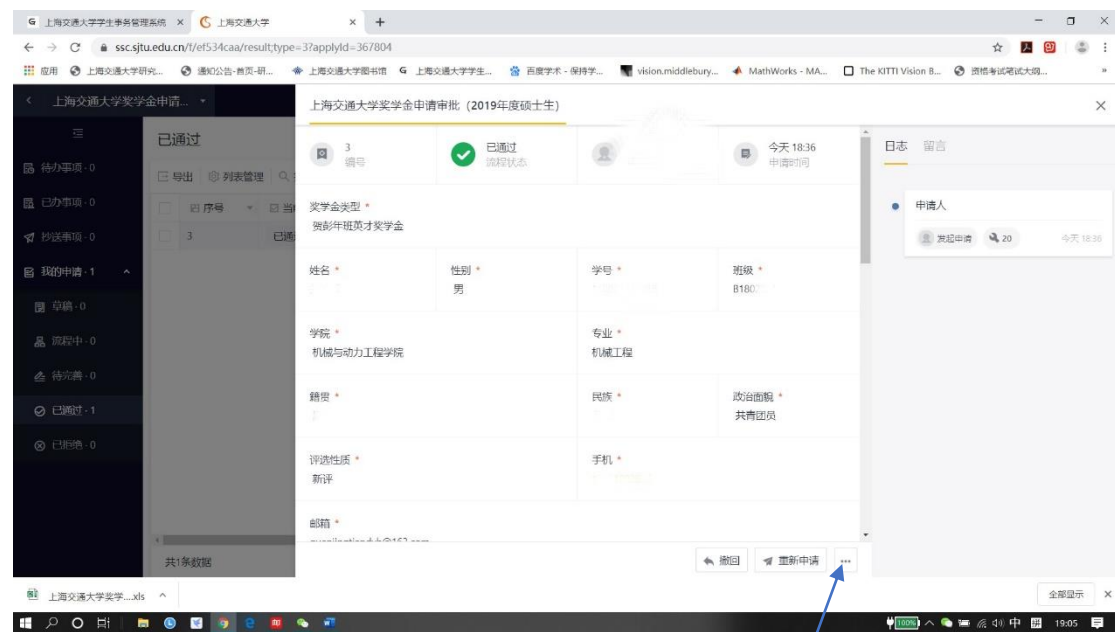 上海交通大学学生事务管理系统
上海交通大学
ssc.sjtu.edu.cn/f/ef534caa/result;type=3?applyId=367804
应用 上海交通大学研究... 通知公告-首页-研... 上海交通大学图书馆 上海交通大学学生... 百度学术 - 保持学... vision.middlebury... MathWorks - MA... The KITTI Vision B... 资格考试笔试大纲...
上海交通大学奖学金申请...
上海交通大学奖学金申请审批（2019年度硕士生）
待办事项 · 0
已办事项 · 0
抄送事项 · 0
我的申请 · 1
草稿 · 0
流程中 · 0
待完善 · 0
已通过 · 1
已拒绝 · 0
已通过
导出 列表管理
序号
3 已通
共1条数据
3
编号
已通过
流程状态
今天 18:36
申请时间
奖学金类型 *
贺彭年班英才奖学金
姓名 * 性别 * 学号 * 班级 *
男 B180
学院 * 专业 *
机械与动力工程学院 机械工程
籍贯 * 民族 * 政治面貌 *
共青团员
评选性质 * 手机 *
新评
邮箱 *
撤回 重新申请 ...
日志 留言
申请人
发起申请 20 今天 18:36
上海交通大学奖学....xls 全部显示
100% 中 19:05